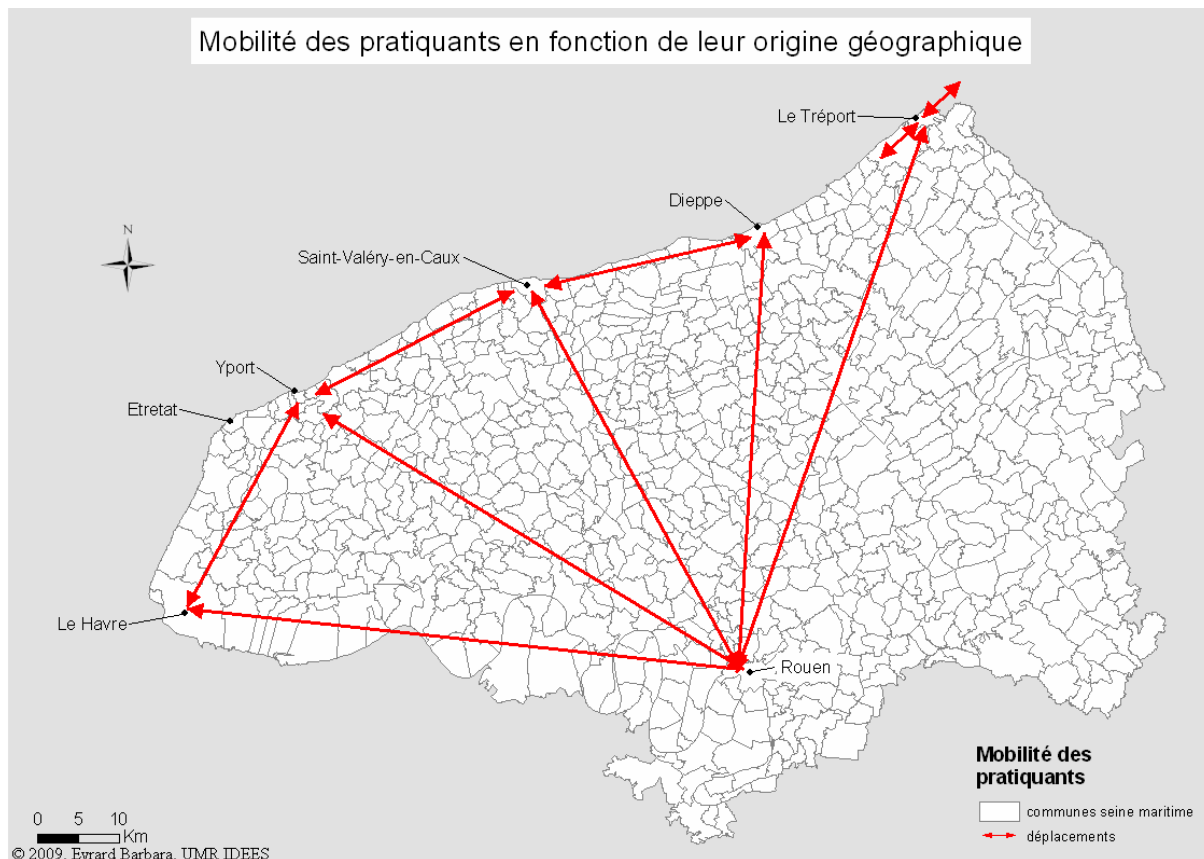 Mobilité des pratiquants en fonction de leur origine géographique
Le Tréport
Dieppe
N
Saint-Valéry-en-Caux
Yport
Etretat
Le Havre
Rouen
Mobilité des
pratiquants
communes seine maritime
déplacements
0 5 10
Km
© 2009, Evrard Barbara, UMR IDEES